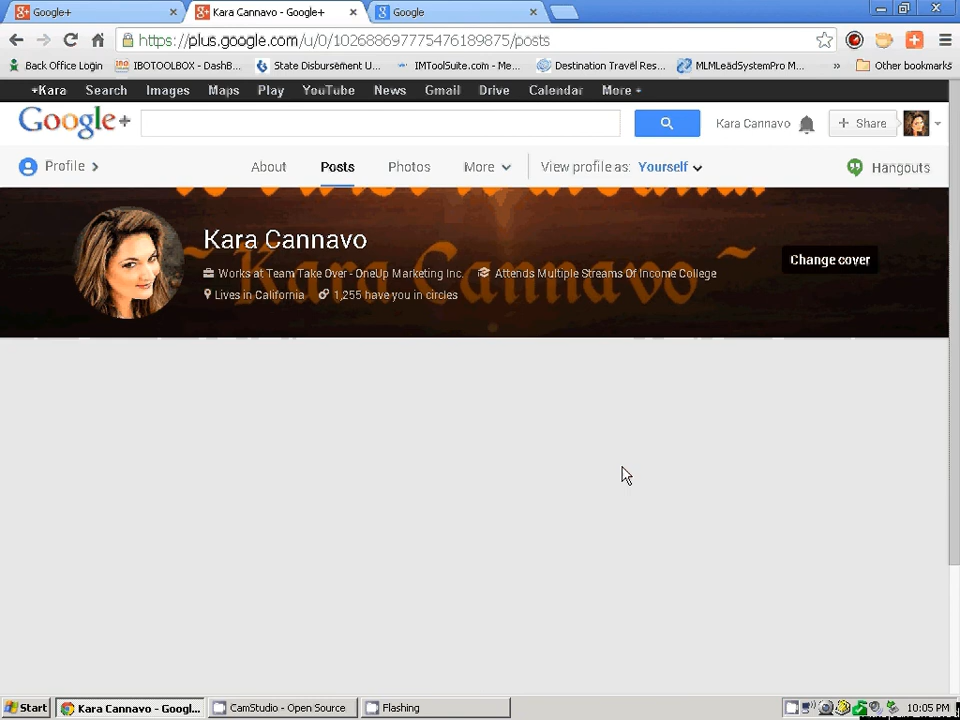 Google+
Kara Cannavo - Google+
Google
https://plus.google.com/u/0/102688697775476189875/posts
Back Office Login
IBOTOOLBOX - DashB...
State Disbursement U...
IMToolSuite.com - Me...
Destination Travel Res...
MLMLeadSystemPro M...
»
Other bookmarks
+Kara Search Images Maps Play YouTube News Gmail Drive Calendar More
Google+
Kara Cannavo
+ Share
Profile
About Posts Photos More
View profile as: Yourself
Hangouts
Kara Cannavo
Change cover
Works at Team Take Over - OneUp Marketing Inc.
Attends Multiple Streams Of Income College
Lives in California
1,255 have you in circles
~ Kara Cannavo ~
Start
Kara Cannavo - Googl...
CamStudio - Open Source
Flashing
10:05 PM